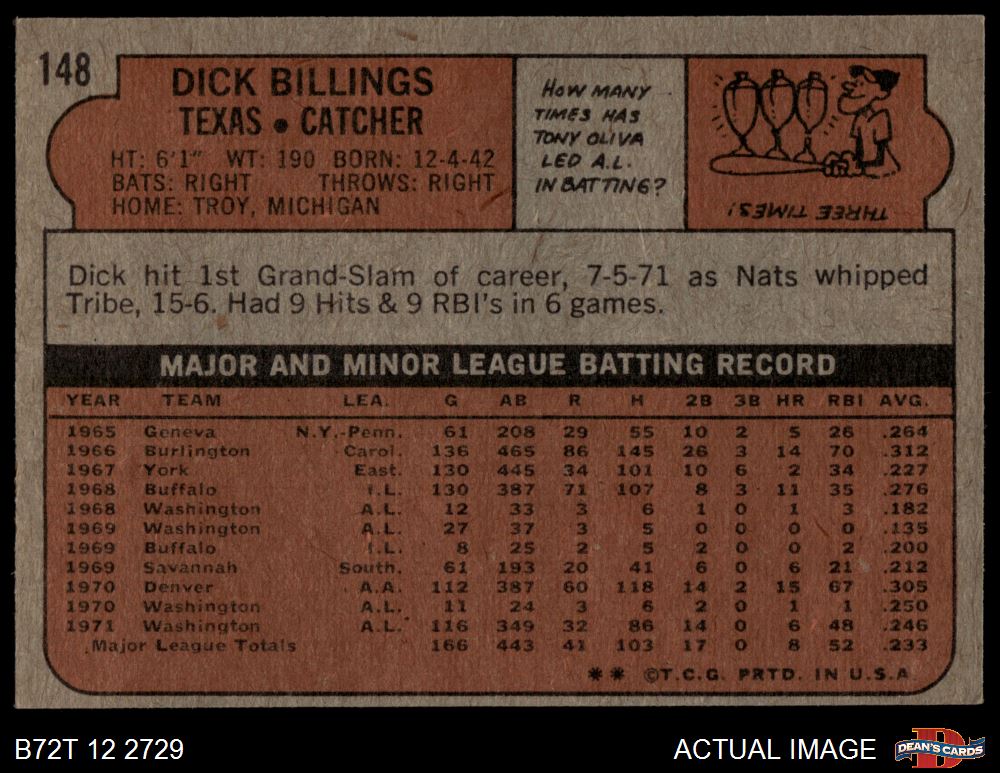 148
DICK BILLINGS
TEXAS • CATCHER
HT: 6'1" WT: 190 BORN: 12-4-42
BATS: RIGHT THROWS: RIGHT
HOME: TROY, MICHIGAN
HOW MANY
TIMES HAS
TONY OLIVA
LED A.L.
IN BATTING?
THREE TIMES!
Dick hit 1st Grand-Slam of career, 7-5-71 as Nats whipped
Tribe, 15-6. Had 9 Hits & 9 RBI's in 6 games.
MAJOR AND MINOR LEAGUE BATTING RECORD
YEAR TEAM LEA. G AB R H 2B 3B HR RBI AVG.
1965 Geneva N.Y.-Penn. 61 208 29 55 10 2 5 26 .264
1966 Burlington Carol. 136 465 86 145 26 3 14 70 .312
1967 York East. 130 445 34 101 10 6 2 34 .227
1968 Buffalo I.L. 130 387 71 107 8 3 11 35 .276
1968 Washington A.L. 12 33 3 6 1 0 1 3 .182
1969 Washington A.L. 27 37 3 5 0 0 0 0 .135
1969 Buffalo I.L. 8 25 2 5 2 0 0 2 .200
1969 Savannah South. 61 193 20 41 6 0 6 21 .212
1970 Denver A.A. 112 387 60 118 14 2 15 67 .305
1970 Washington A.L. 11 24 3 6 2 0 1 1 .250
1971 Washington A.L. 116 349 32 86 14 0 6 48 .246
Major League Totals 166 443 41 103 17 0 8 52 .233
** ©T.C.G. PRTD. IN U.S.A.
B72T 12 2729
ACTUAL IMAGE
DEAN'S CARDS